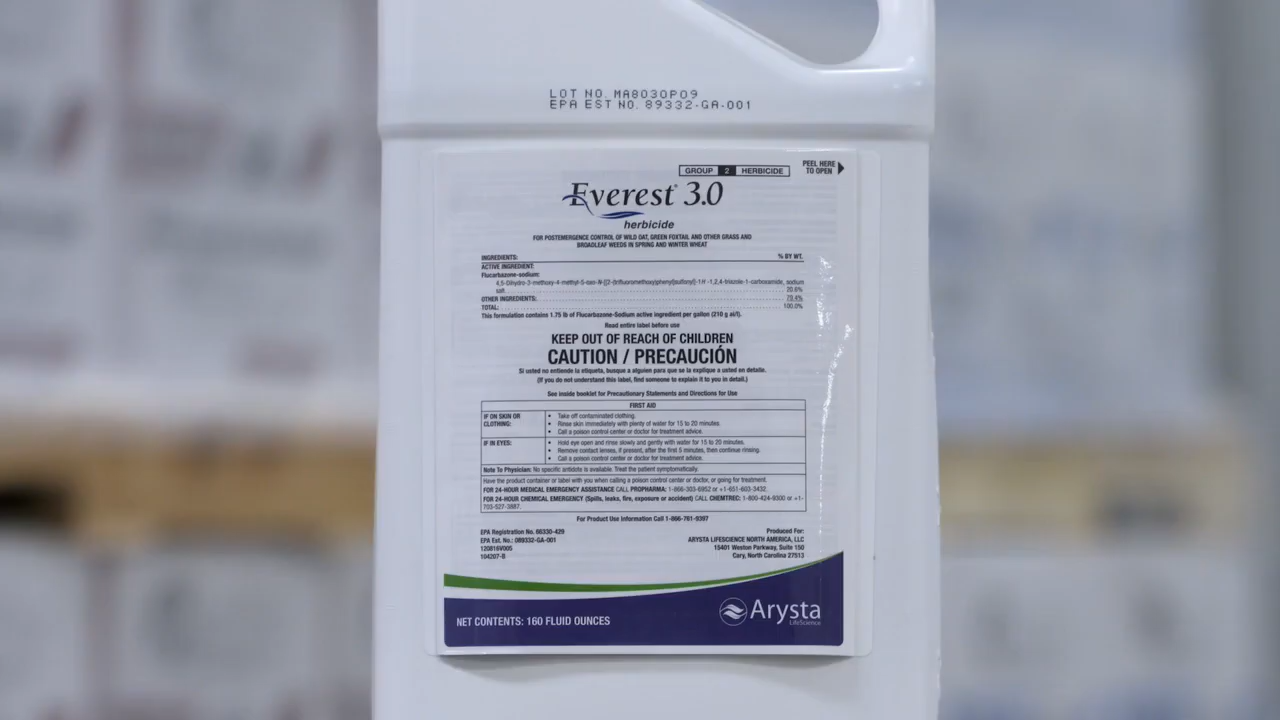 LOT NO. MA8030P09
EPA EST NO. 89332-GA-001
GROUP 2 HERBICIDE
PEEL HERE
TO OPEN
Everest® 3.0
herbicide
FOR POSTEMERGENCE CONTROL OF WILD OAT, GREEN FOXTAIL AND OTHER GRASS AND
BROADLEAF WEEDS IN SPRING AND WINTER WHEAT
INGREDIENTS: % BY WT.
ACTIVE INGREDIENT:
Flucarbazone-sodium:
4,5-Dihydro-3-methoxy-4-methyl-5-oxo-N-[[2-(trifluoromethoxy)phenyl]sulfonyl]-1H-1,2,4-triazole-1-carboxamide, sodium
salt 20.6%
OTHER INGREDIENTS: 79.4%
TOTAL: 100.0%
This formulation contains 1.75 lb of Flucarbazone-Sodium active ingredient per gallon (210 g ai/l).
Read entire label before use
KEEP OUT OF REACH OF CHILDREN
CAUTION / PRECAUCIÓN
Si usted no entiende la etiqueta, busque a alguien para que se la explique a usted en detalle.
(If you do not understand this label, find someone to explain it to you in detail.)
See inside booklet for Precautionary Statements and Directions for Use
FIRST AID
IF ON SKIN OR
CLOTHING:
• Take off contaminated clothing.
• Rinse skin immediately with plenty of water for 15 to 20 minutes.
• Call a poison control center or doctor for treatment advice.
IF IN EYES:
• Hold eye open and rinse slowly and gently with water for 15 to 20 minutes.
• Remove contact lenses, if present, after the first 5 minutes, then continue rinsing.
• Call a poison control center or doctor for treatment advice.
Note To Physician: No specific antidote is available. Treat the patient symptomatically.
Have the product container or label with you when calling a poison control center or doctor, or going for treatment.
FOR 24-HOUR MEDICAL EMERGENCY ASSISTANCE CALL PROPHARMA: 1-866-303-6952 or +1-651-603-3432.
FOR 24-HOUR CHEMICAL EMERGENCY (Spills, leaks, fire, exposure or accident) CALL CHEMTREC: 1-800-424-9300 or +1-
703-527-3887.
For Product Use Information Call 1-866-761-9397
EPA Registration No. 66330-429
EPA Est. No.: 089332-GA-001
120816V005
104207-B
Produced For:
ARYSTA LIFESCIENCE NORTH AMERICA, LLC
15401 Weston Parkway, Suite 150
Cary, North Carolina 27513
NET CONTENTS: 160 FLUID OUNCES
Arysta
LifeScience